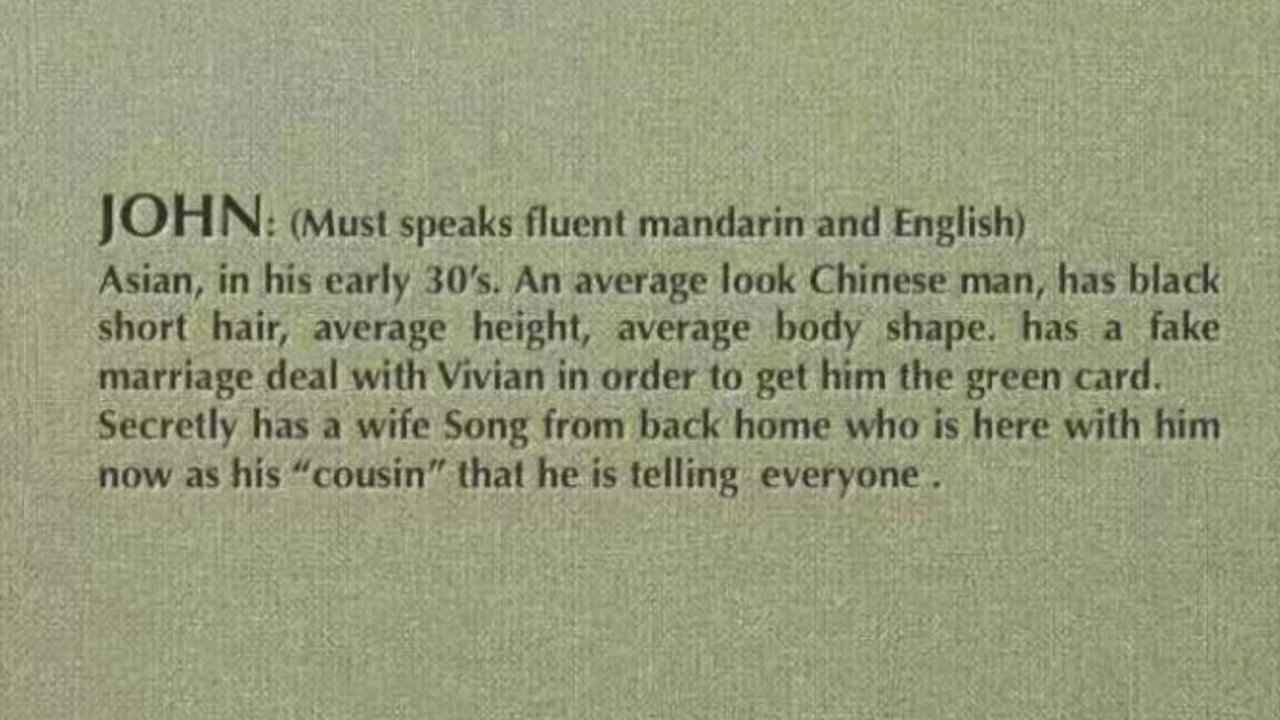 JOHN: (Must speaks fluent mandarin and English)
Asian, in his early 30's. An average look Chinese man, has black
short hair, average height, average body shape. has a fake
marriage deal with Vivian in order to get him the green card.
Secretly has a wife Song from back home who is here with him
now as his “cousin” that he is telling everyone .